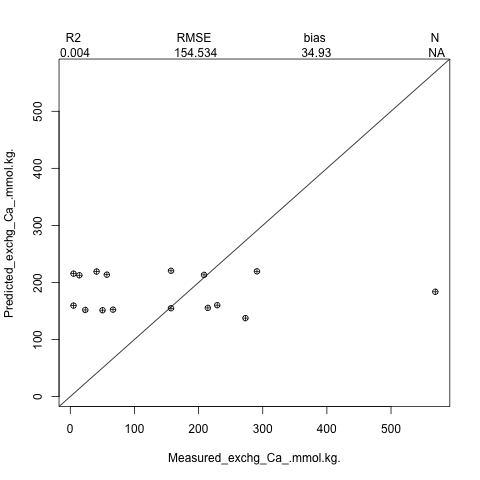 R2 RMSE bias N
0.004 154.534 34.93 NA
500
400
300
200
100
0
Predicted_exchg_Ca_.mmol.kg.
0 100 200 300 400 500
Measured_exchg_Ca_.mmol.kg.